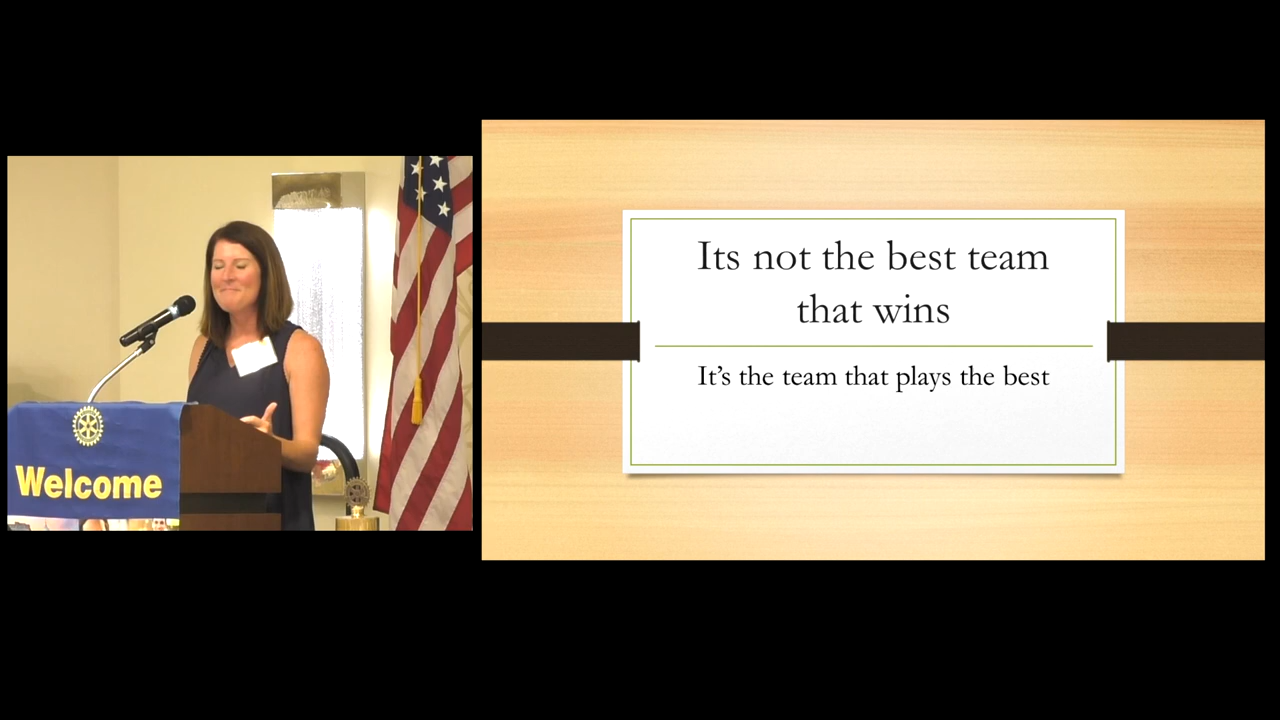 Welcome
Its not the best team
that wins
It’s the team that plays the best